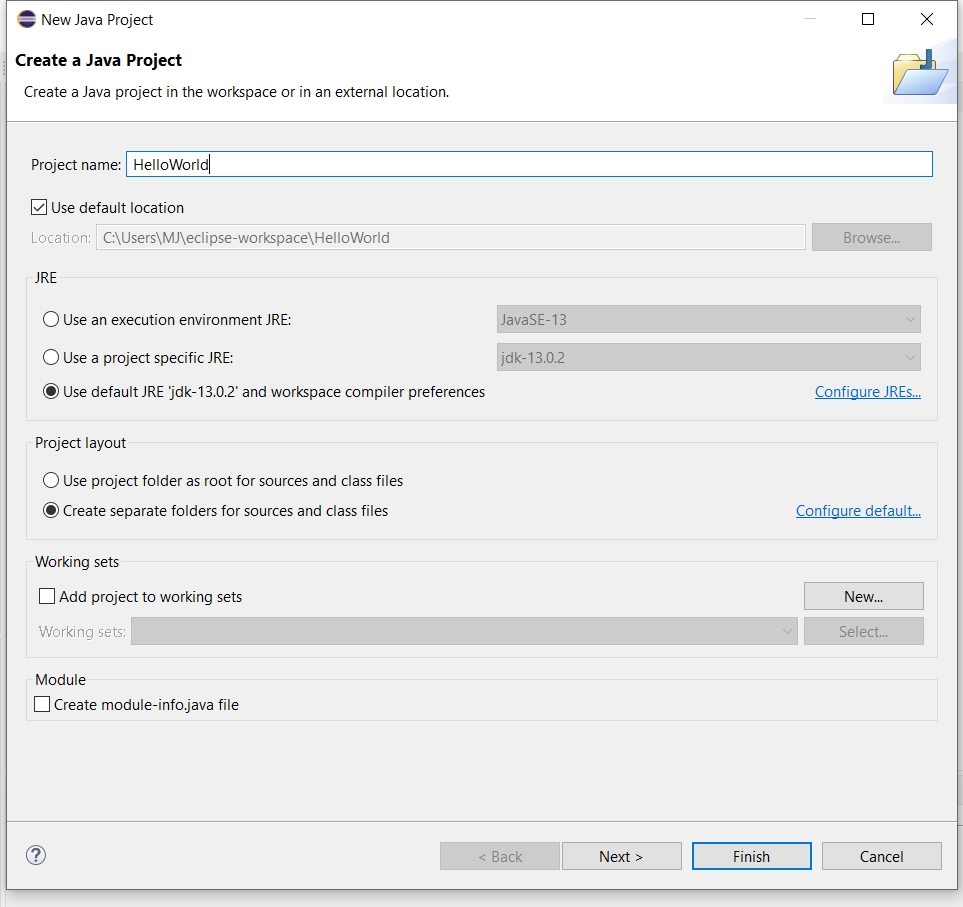 New Java Project
Create a Java Project
Create a Java project in the workspace or in an external location.
Project name: HelloWorld
Use default location
Location: C:\Users\MJ\eclipse-workspace\HelloWorld Browse...
JRE
Use an execution environment JRE: JavaSE-13
Use a project specific JRE: jdk-13.0.2
Use default JRE 'jdk-13.0.2' and workspace compiler preferences Configure JREs...
Project layout
Use project folder as root for sources and class files
Create separate folders for sources and class files Configure default...
Working sets
Add project to working sets New...
Working sets: Select...
Module
Create module-info.java file
? < Back Next > Finish Cancel